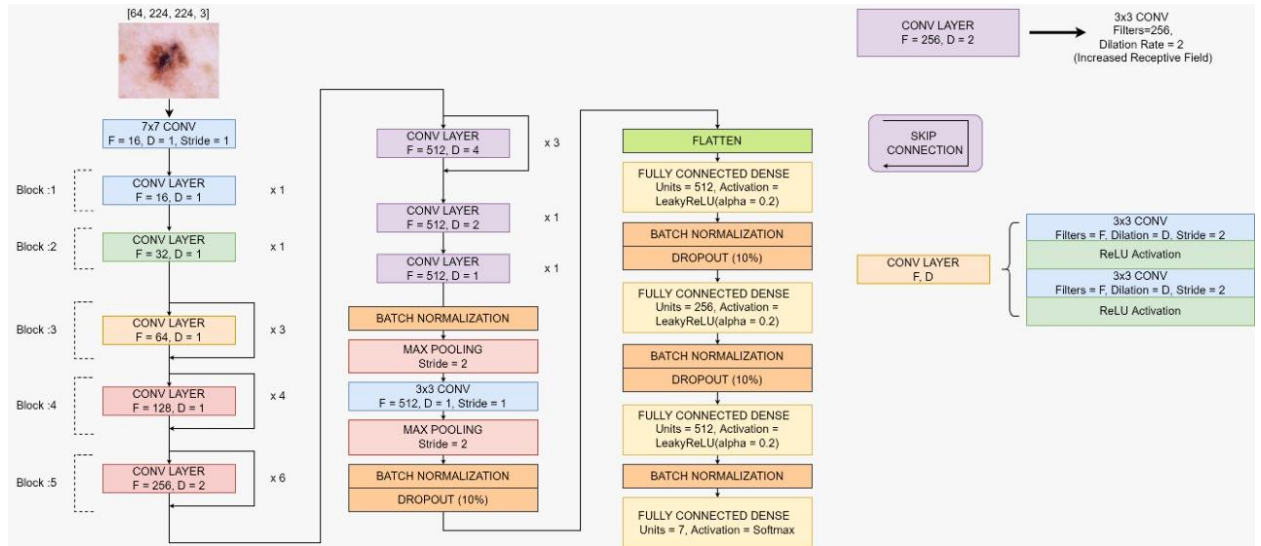 [64, 224, 224, 3]
7x7 CONV
F = 16, D = 1, Stride = 1
Block :1
CONV LAYER
F = 16, D = 1
x 1
Block :2
CONV LAYER
F = 32, D = 1
x 1
Block :3
CONV LAYER
F = 64, D = 1
x 3
Block :4
CONV LAYER
F = 128, D = 1
x 4
Block :5
CONV LAYER
F = 256, D = 2
x 6
CONV LAYER
F = 512, D = 4
x 3
CONV LAYER
F = 512, D = 2
x 1
CONV LAYER
F = 512, D = 1
x 1
BATCH NORMALIZATION
MAX POOLING
Stride = 2
3x3 CONV
F = 512, D = 1, Stride = 1
MAX POOLING
Stride = 2
BATCH NORMALIZATION
DROPOUT (10%)
FLATTEN
FULLY CONNECTED DENSE
Units = 512, Activation =
LeakyReLU(alpha = 0.2)
BATCH NORMALIZATION
DROPOUT (10%)
FULLY CONNECTED DENSE
Units = 256, Activation =
LeakyReLU(alpha = 0.2)
BATCH NORMALIZATION
DROPOUT (10%)
FULLY CONNECTED DENSE
Units = 512, Activation =
LeakyReLU(alpha = 0.2)
BATCH NORMALIZATION
FULLY CONNECTED DENSE
Units = 7, Activation = Softmax
CONV LAYER
F = 256, D = 2
3x3 CONV
Filters=256,
Dilation Rate = 2
(Increased Receptive Field)
SKIP
CONNECTION
CONV LAYER
F, D
3x3 CONV
Filters = F, Dilation = D, Stride = 2
ReLU Activation
3x3 CONV
Filters = F, Dilation = D, Stride = 2
ReLU Activation